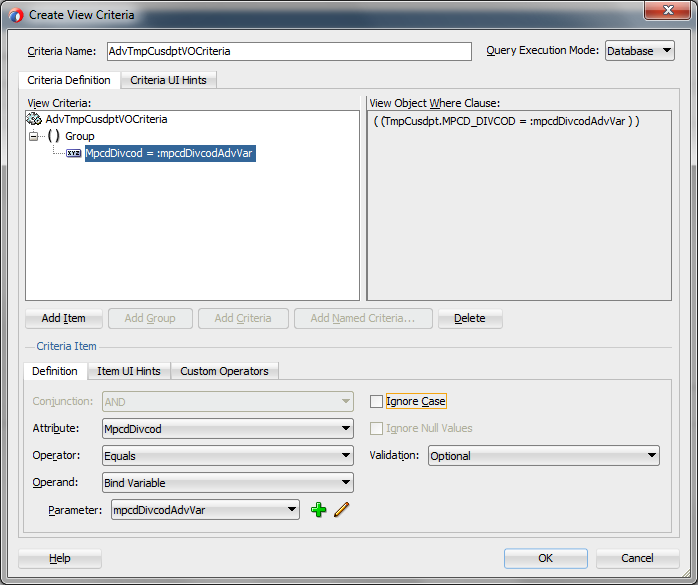 Create View Criteria
Criteria Name: AdvTmpCusdptVOCriteria Query Execution Mode: Database
Criteria Definition Criteria UI Hints
View Criteria: View Object Where Clause:
AdvTmpCusdptVOCriteria ( (TmpCusdpt.MPCD_DIVCOD = :mpcdDivcodAdvVar ) )
( ) Group
XYZ MpcdDivcod = :mpcdDivcodAdvVar
Add Item Add Group Add Criteria Add Named Criteria... Delete
Criteria Item
Definition Item UI Hints Custom Operators
Conjunction: AND Ignore Case
Attribute: MpcdDivcod Ignore Null Values
Operator: Equals Validation: Optional
Operand: Bind Variable
Parameter: mpcdDivcodAdvVar
Help OK Cancel